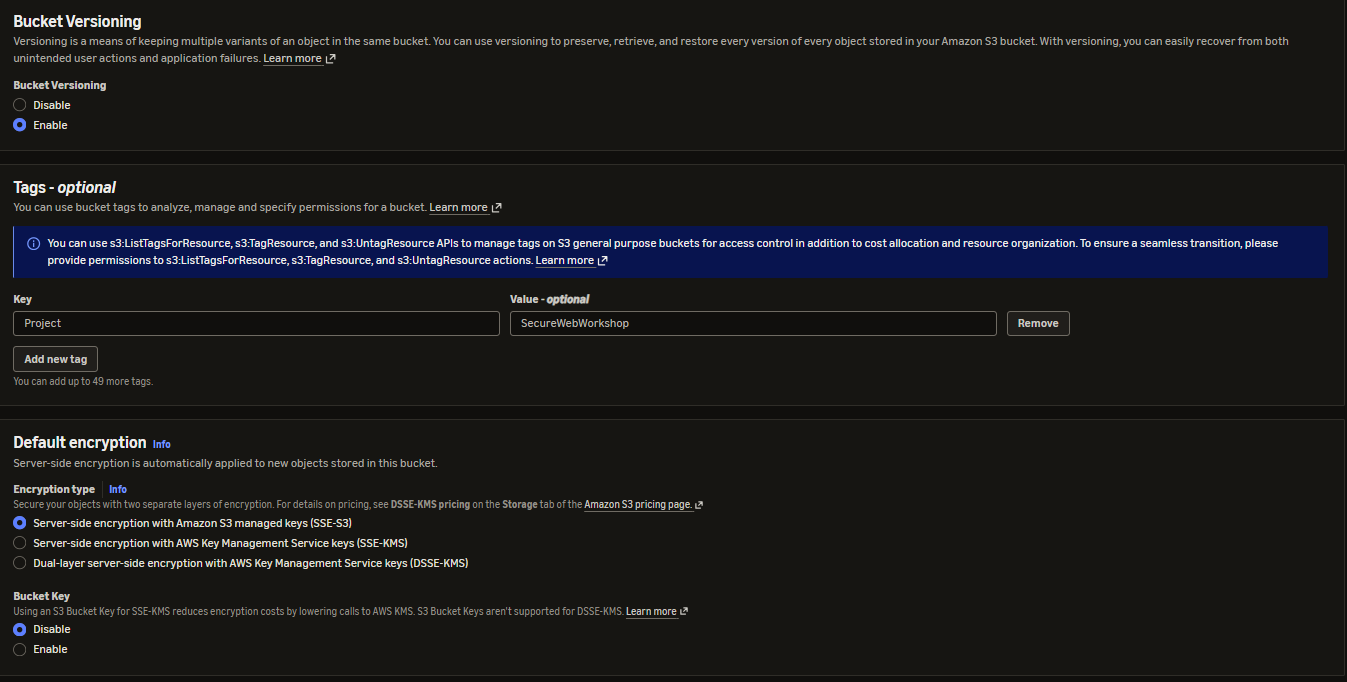 Bucket Versioning
Versioning is a means of keeping multiple variants of an object in the same bucket. You can use versioning to preserve, retrieve, and restore every version of every object stored in your Amazon S3 bucket. With versioning, you can easily recover from both
unintended user actions and application failures. Learn more
Bucket Versioning
Disable
Enable
Tags - optional
You can use bucket tags to analyze, manage and specify permissions for a bucket. Learn more
You can use s3:ListTagsForResource, s3:TagResource, and s3:UntagResource APIs to manage tags on S3 general purpose buckets for access control in addition to cost allocation and resource organization. To ensure a seamless transition, please
provide permissions to s3:ListTagsForResource, s3:TagResource, and s3:UntagResource actions. Learn more
Key Value - optional
Project SecureWebWorkshop Remove
Add new tag
You can add up to 49 more tags.
Default encryption Info
Server-side encryption is automatically applied to new objects stored in this bucket.
Encryption type Info
Secure your objects with two separate layers of encryption. For details on pricing, see DSSE-KMS pricing on the Storage tab of the Amazon S3 pricing page.
Server-side encryption with Amazon S3 managed keys (SSE-S3)
Server-side encryption with AWS Key Management Service keys (SSE-KMS)
Dual-layer server-side encryption with AWS Key Management Service keys (DSSE-KMS)
Bucket Key
Using an S3 Bucket Key for SSE-KMS reduces encryption costs by lowering calls to AWS KMS. S3 Bucket Keys aren't supported for DSSE-KMS. Learn more
Disable
Enable